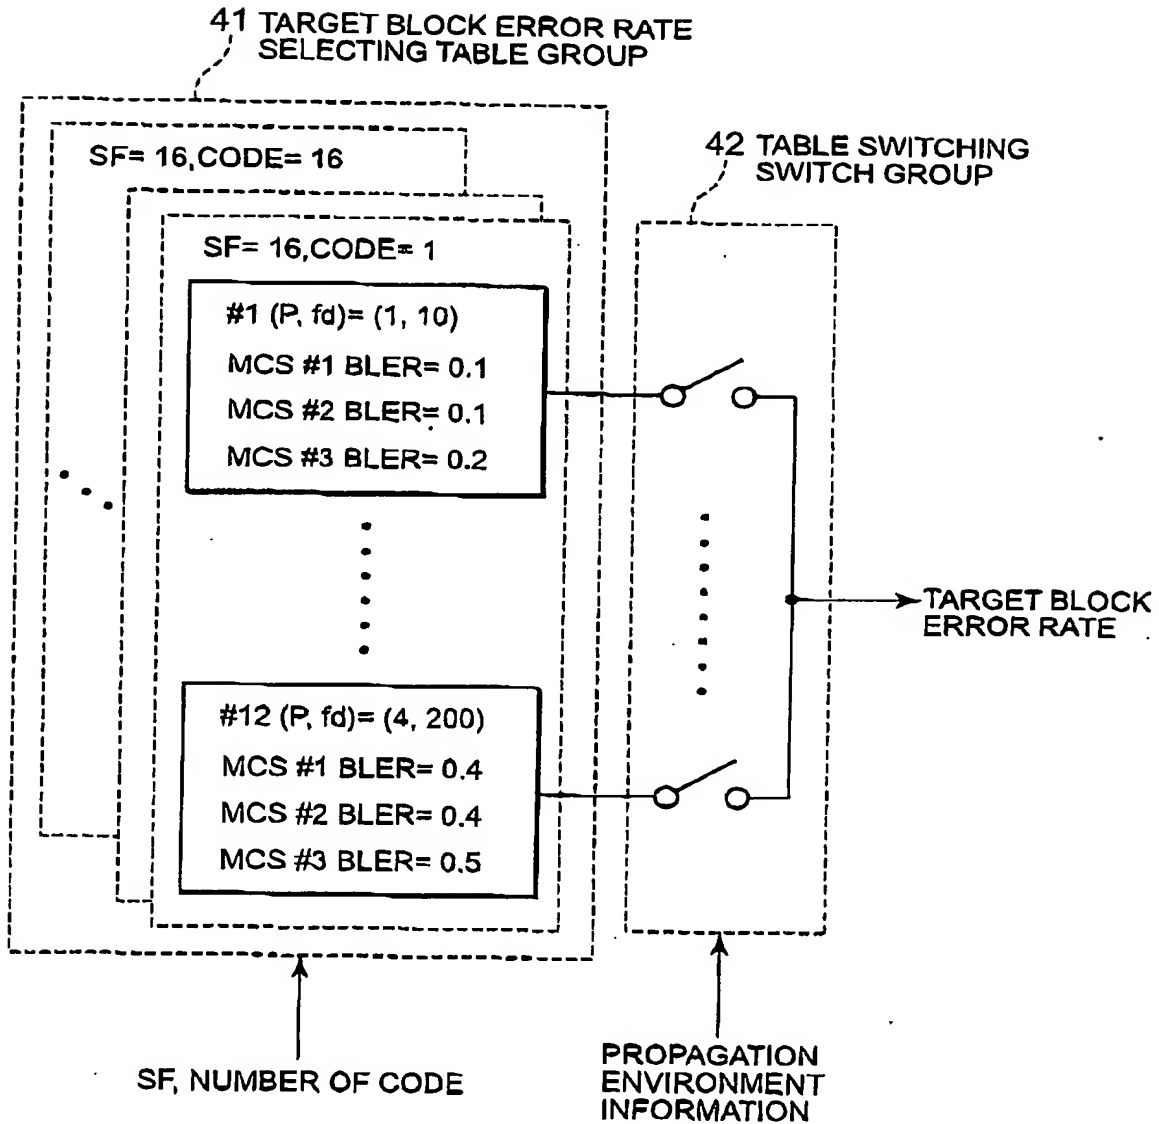 41 TARGET BLOCK ERROR RATE
SELECTING TABLE GROUP
42 TABLE SWITCHING
SWITCH GROUP
SF= 16,CODE= 16
SF= 16,CODE= 1
#1 (P, fd)= (1, 10)
MCS #1 BLER= 0.1
MCS #2 BLER= 0.1
MCS #3 BLER= 0.2
#12 (P, fd)= (4, 200)
MCS #1 BLER= 0.4
MCS #2 BLER= 0.4
MCS #3 BLER= 0.5
TARGET BLOCK
ERROR RATE
SF, NUMBER OF CODE
PROPAGATION
ENVIRONMENT
INFORMATION